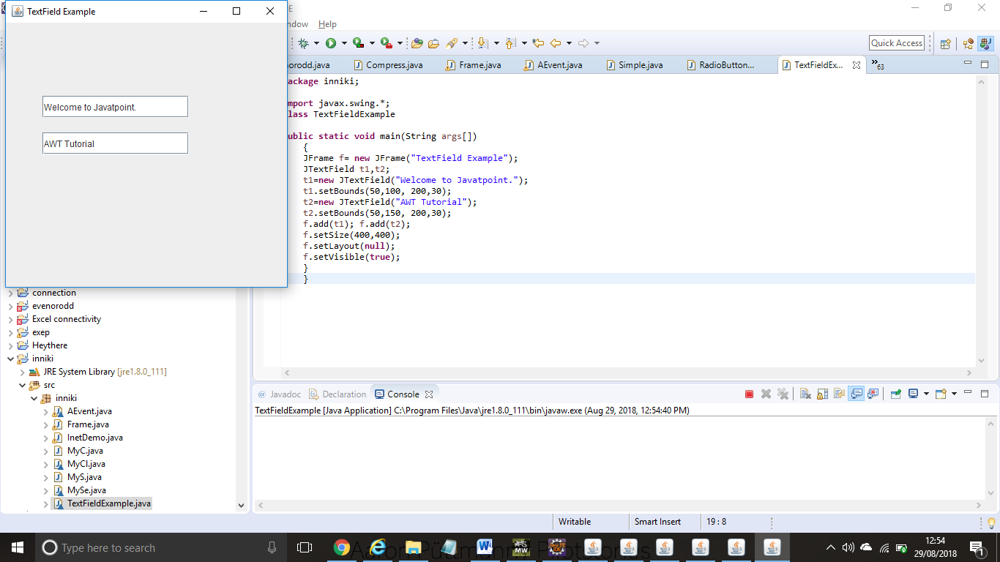 TextField Example
Welcome to Javatpoint.
AWT Tutorial
Help
Quick Access
Compress.java
Frame.java
AEvent.java
Simple.java
RadioButton...
TextFieldEx...
63
ackage inniki;
mport javax.swing.*;
lass TextFieldExample
ublic static void main(String args[])
{
JFrame f= new JFrame("TextField Example");
JTextField t1,t2;
t1=new JTextField("Welcome to Javatpoint.");
t1.setBounds(50,100, 200,30);
t2=new JTextField("AWT Tutorial");
t2.setBounds(50,150, 200,30);
f.add(t1); f.add(t2);
f.setSize(400,400);
f.setLayout(null);
f.setVisible(true);
}
}
connection
evenorodd
Excel connectivity
exep
Heythere
inniki
JRE System Library [jre1.8.0_111]
src
inniki
AEvent.java
Frame.java
InetDemo.java
MyC.java
MyCl.java
MyS.java
MySe.java
TextFieldExample.java
@ Javadoc Declaration Console
TextFieldExample [Java Application] C:\Program Files\Java\jre1.8.0_111\bin\javaw.exe (Aug 29, 2018, 12:54:40 PM)
Writable Smart Insert 19 : 8
Type here to search
12:54
29/08/2018
1